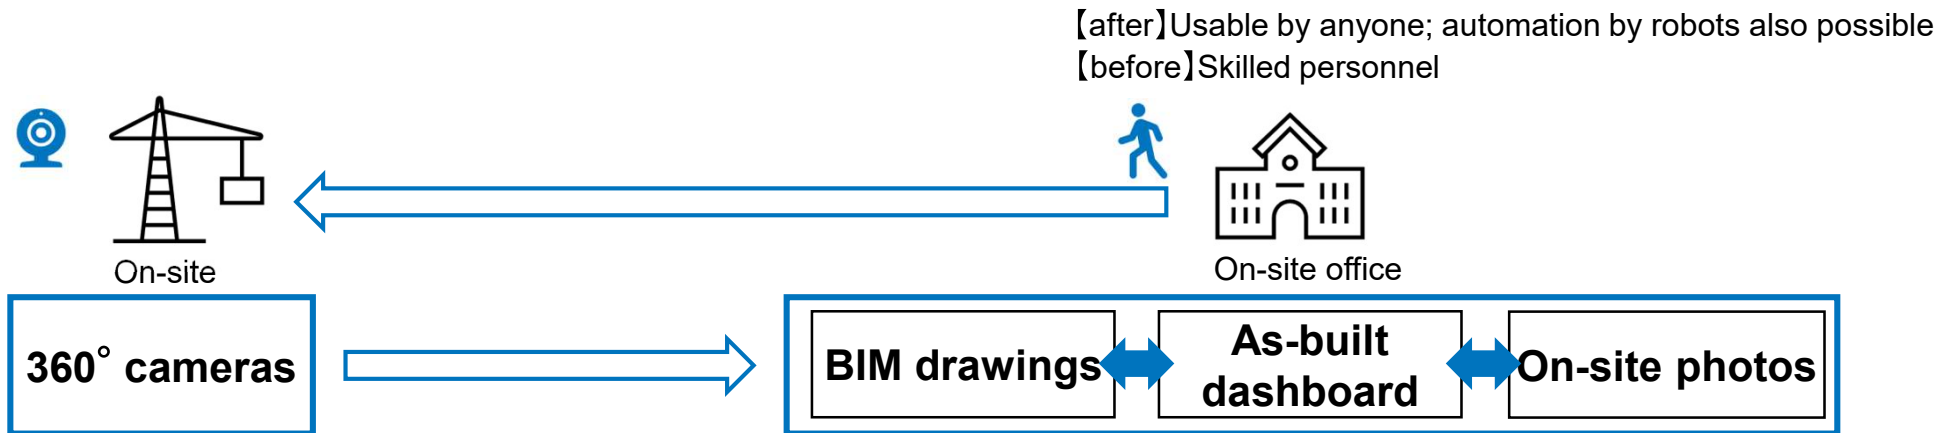 【after】Usable by anyone; automation by robots also possible
【before】Skilled personnel
On-site
On-site office
360° cameras
BIM drawings
As-built
dashboard
On-site photos